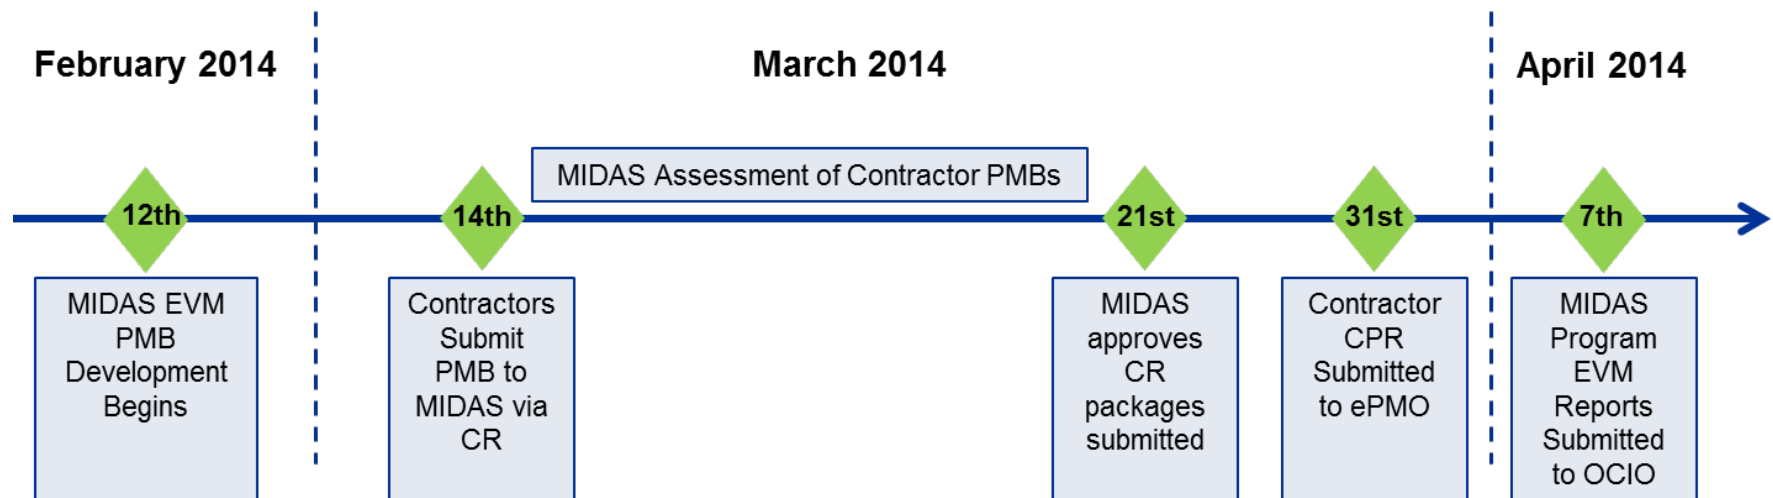 February 2014
March 2014
April 2014
MIDAS Assessment of Contractor PMBs
12th
14th
21st
31st
7th
MIDAS EVM
PMB
Development
Begins
Contractors
Submit
PMB to
MIDAS via
CR
MIDAS
approves
CR
packages
submitted
Contractor
CPR
Submitted
to ePMO
MIDAS
Program
EVM
Reports
Submitted
to OCIO